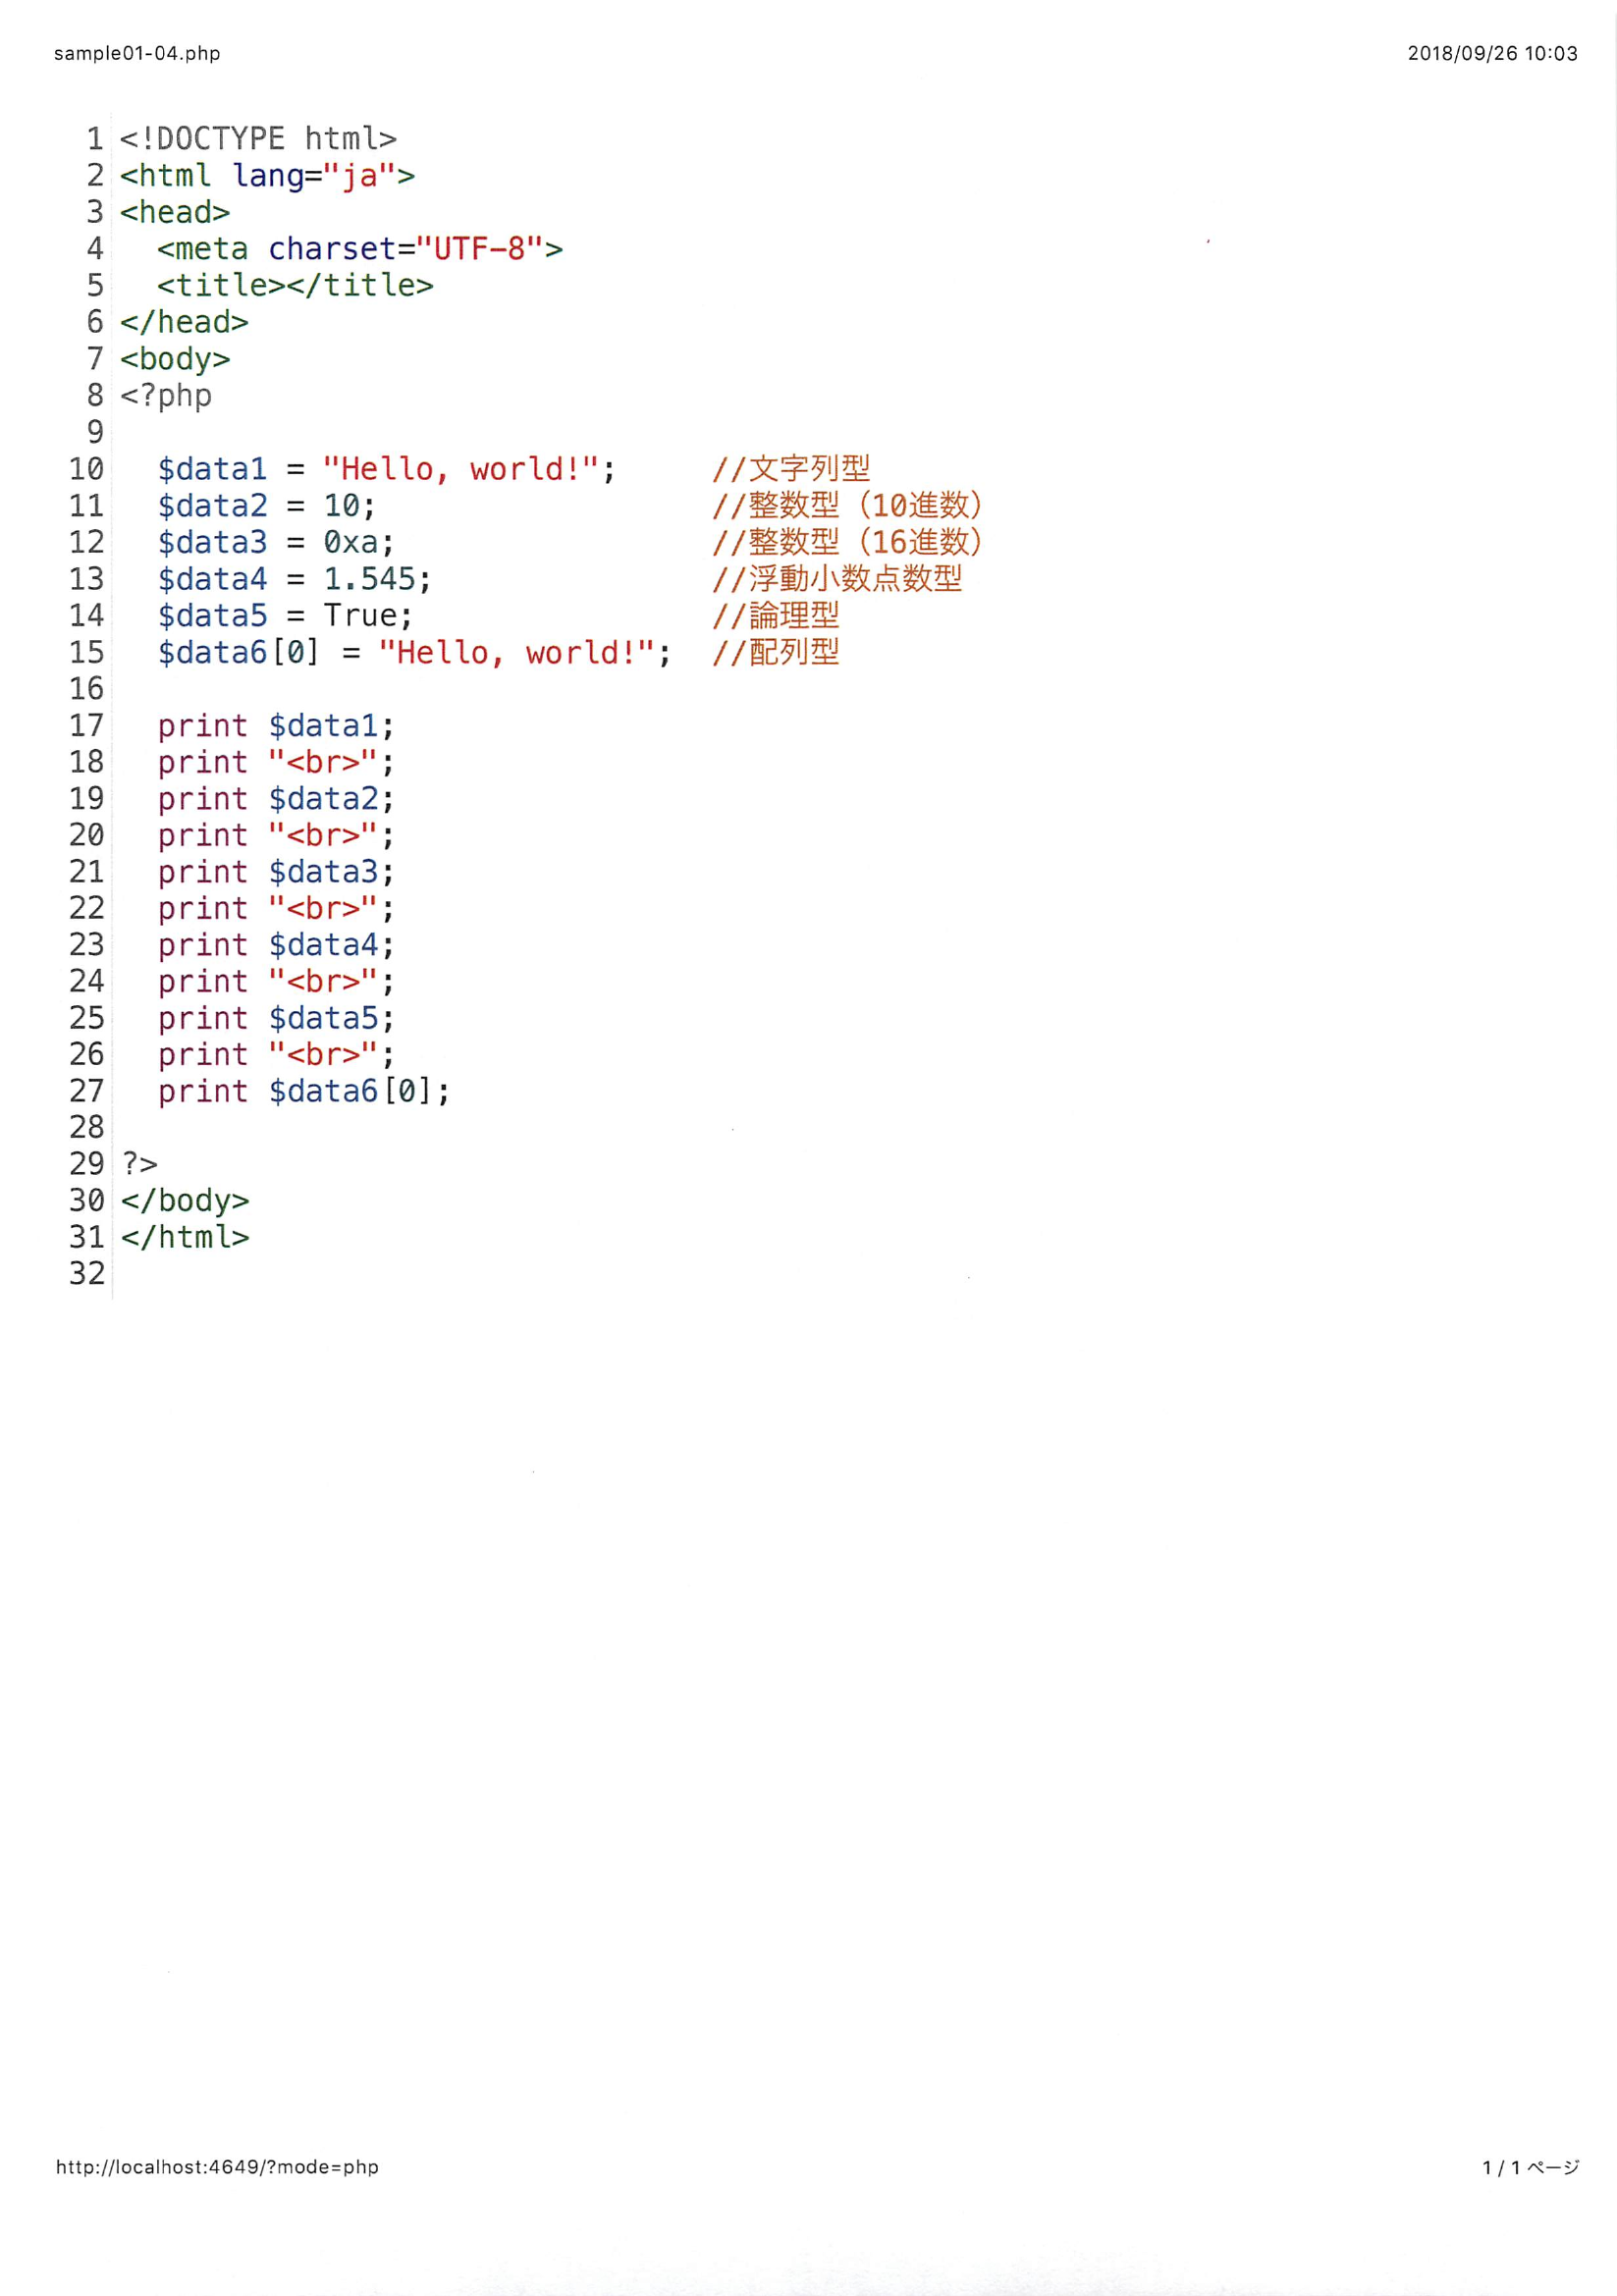 sample01-04.php 2018/09/26 10:03
1 <!DOCTYPE html>
2 <html lang="ja">
3 <head>
4   <meta charset="UTF-8">
5   <title></title>
6 </head>
7 <body>
8 <?php
9
10   $data1 = "Hello, world!";     //文字列型
11   $data2 = 10;                  //整数型（10進数）
12   $data3 = 0xa;                 //整数型（16進数）
13   $data4 = 1.545;               //浮動小数点数型
14   $data5 = True;                //論理型
15   $data6[0] = "Hello, world!";  //配列型
16
17   print $data1;
18   print "<br>";
19   print $data2;
20   print "<br>";
21   print $data3;
22   print "<br>";
23   print $data4;
24   print "<br>";
25   print $data5;
26   print "<br>";
27   print $data6[0];
28
29 ?>
30 </body>
31 </html>
32
http://localhost:4649/?mode=php 1 / 1 ページ